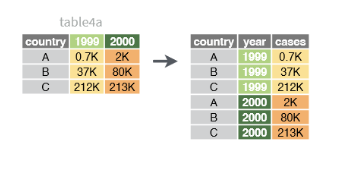 table4a
country 1999 2000
A 0.7K 2K
B 37K 80K
C 212K 213K
country year cases
A 1999 0.7K
B 1999 37K
C 1999 212K
A 2000 2K
B 2000 80K
C 2000 213K